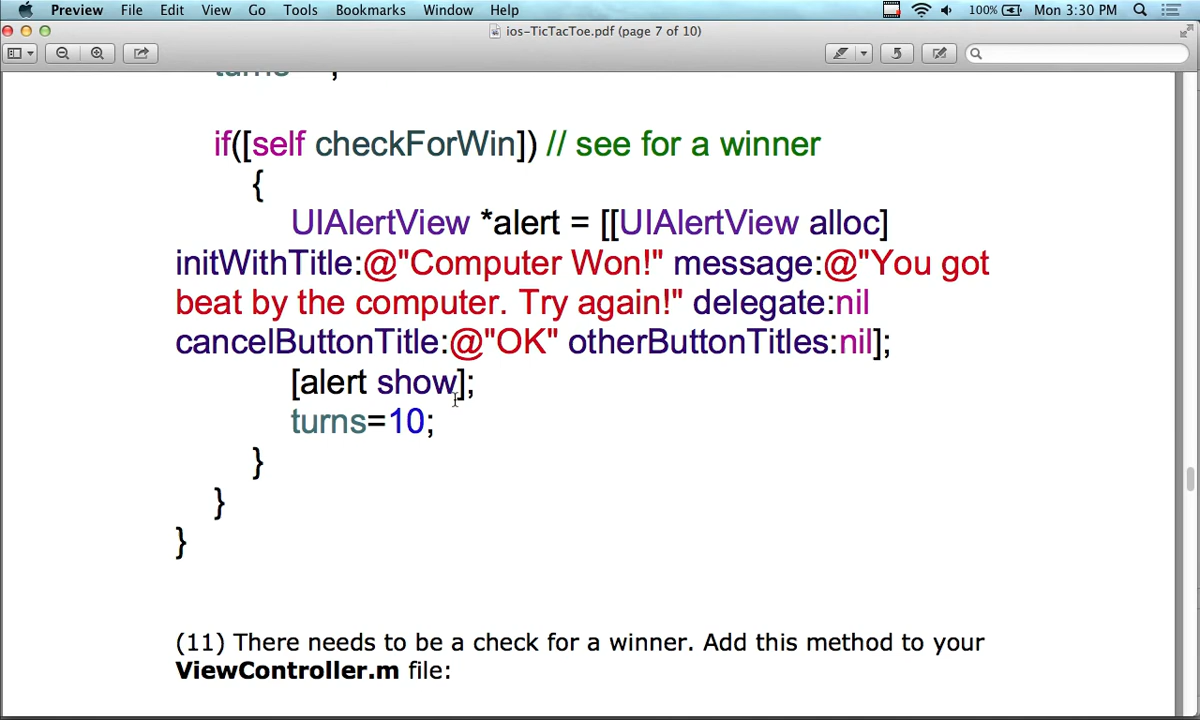 Preview File Edit View Go Tools Bookmarks Window Help 100% Mon 3:30 PM
ios-TicTacToe.pdf (page 7 of 10)
if([self checkForWin]) // see for a winner
{
UIAlertView *alert = [[UIAlertView alloc]
initWithTitle:@"Computer Won!" message:@"You got
beat by the computer. Try again!" delegate:nil
cancelButtonTitle:@"OK" otherButtonTitles:nil];
[alert show];
turns=10;
}
}
}
(11) There needs to be a check for a winner. Add this method to your
ViewController.m file: